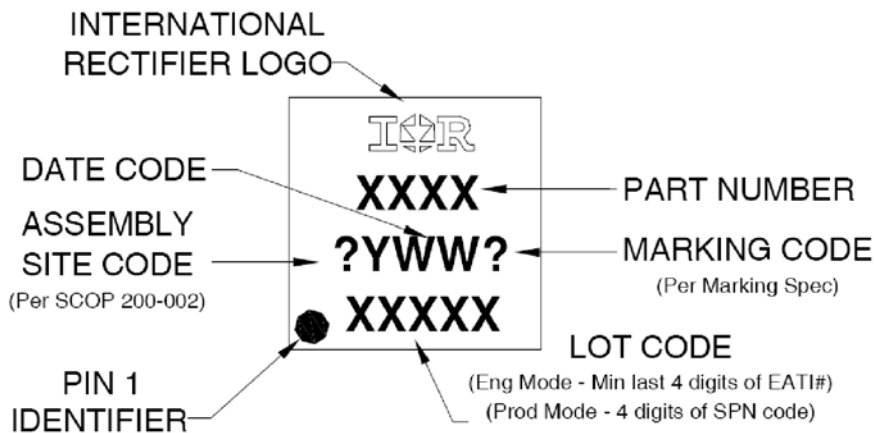 INTERNATIONAL
RECTIFIER LOGO
IOR
DATE CODE
XXXX
PART NUMBER
ASSEMBLY
SITE CODE
(Per SCOP 200-002)
?YWW?
MARKING CODE
(Per Marking Spec)
XXXXX
PIN 1
IDENTIFIER
LOT CODE
(Eng Mode - Min last 4 digits of EATI#)
(Prod Mode - 4 digits of SPN code)